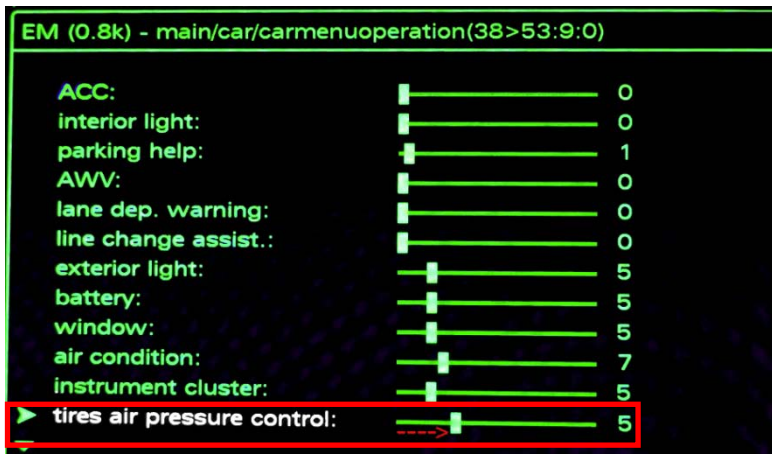 EM (0.8k) - main/car/carmenuoperation(38>53:9:0)
ACC: 0
interior light: 0
parking help: 1
AWV: 0
lane dep. warning: 0
line change assist.: 0
exterior light: 5
battery: 5
window: 5
air condition: 7
instrument cluster: 5
tires air pressure control: 5